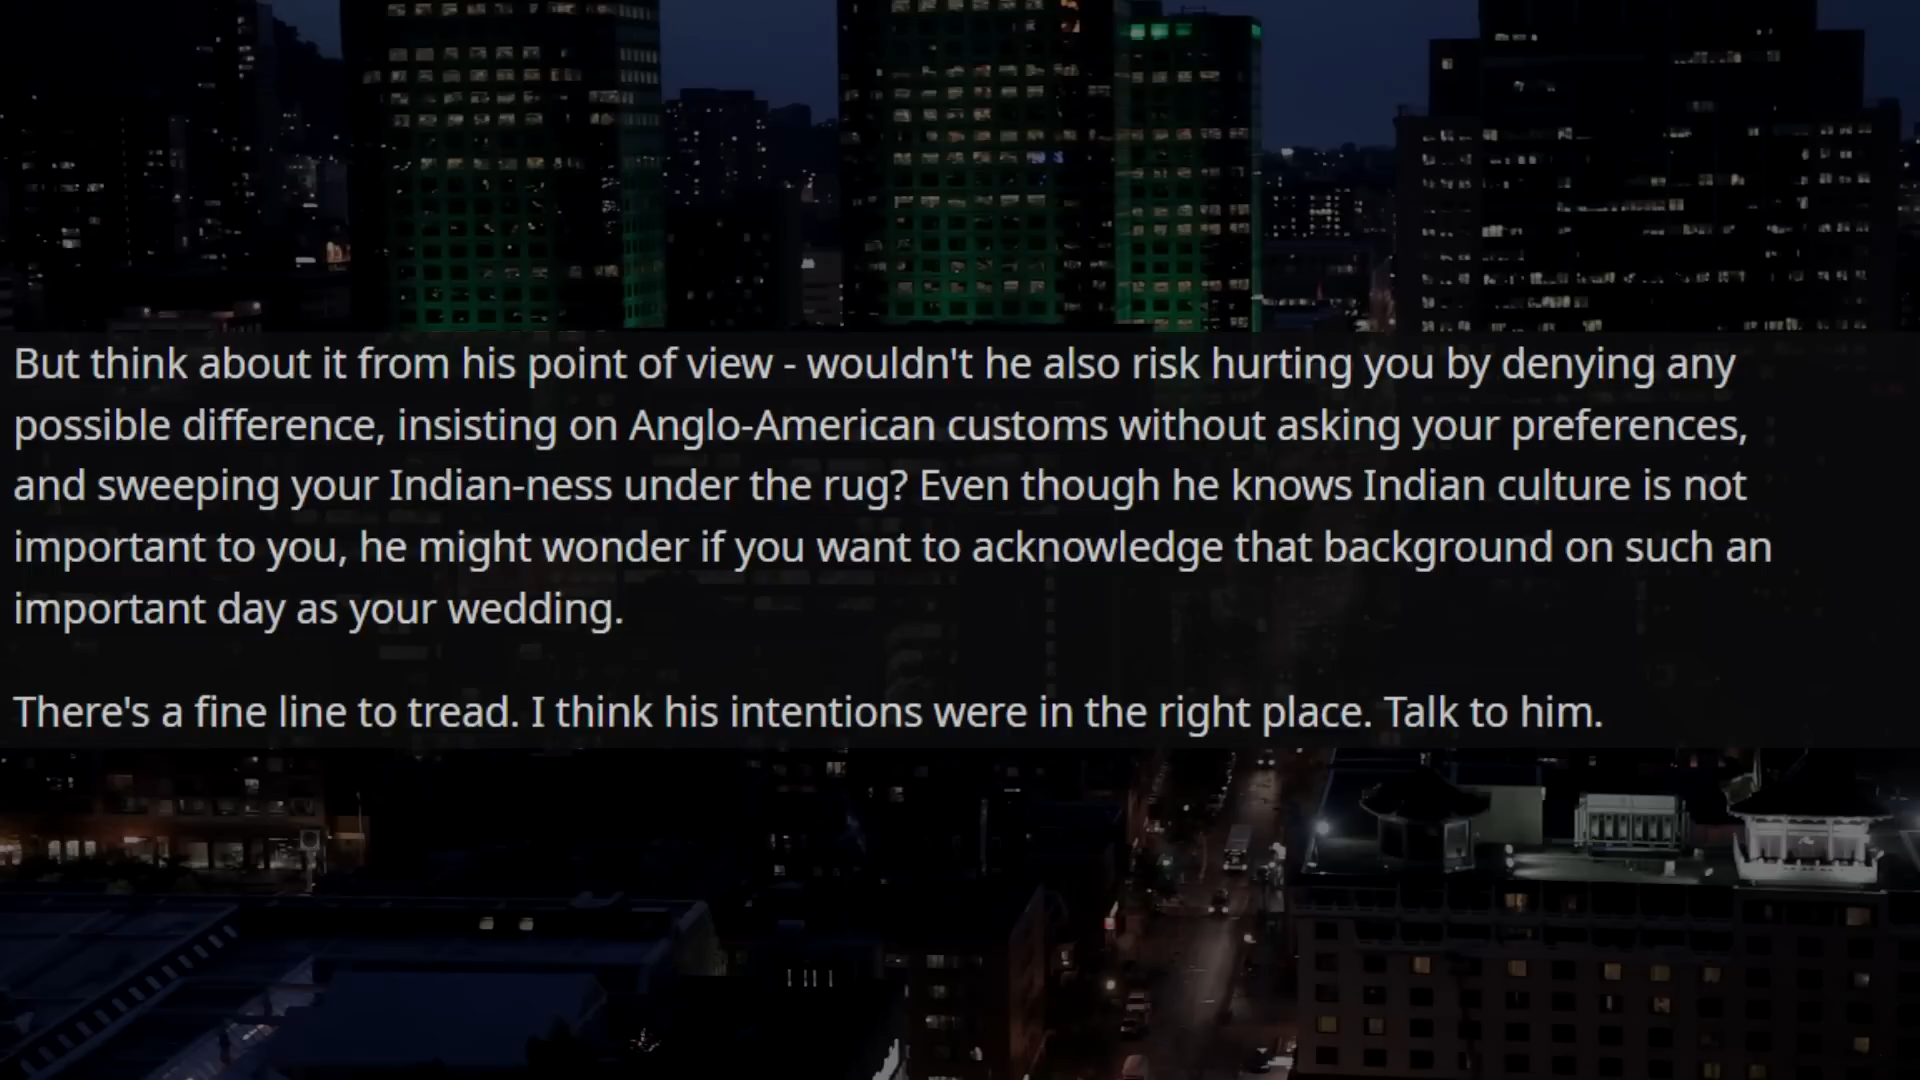 But think about it from his point of view - wouldn't he also risk hurting you by denying any
possible difference, insisting on Anglo-American customs without asking your preferences,
and sweeping your Indian-ness under the rug? Even though he knows Indian culture is not
important to you, he might wonder if you want to acknowledge that background on such an
important day as your wedding.
There's a fine line to tread. I think his intentions were in the right place. Talk to him.